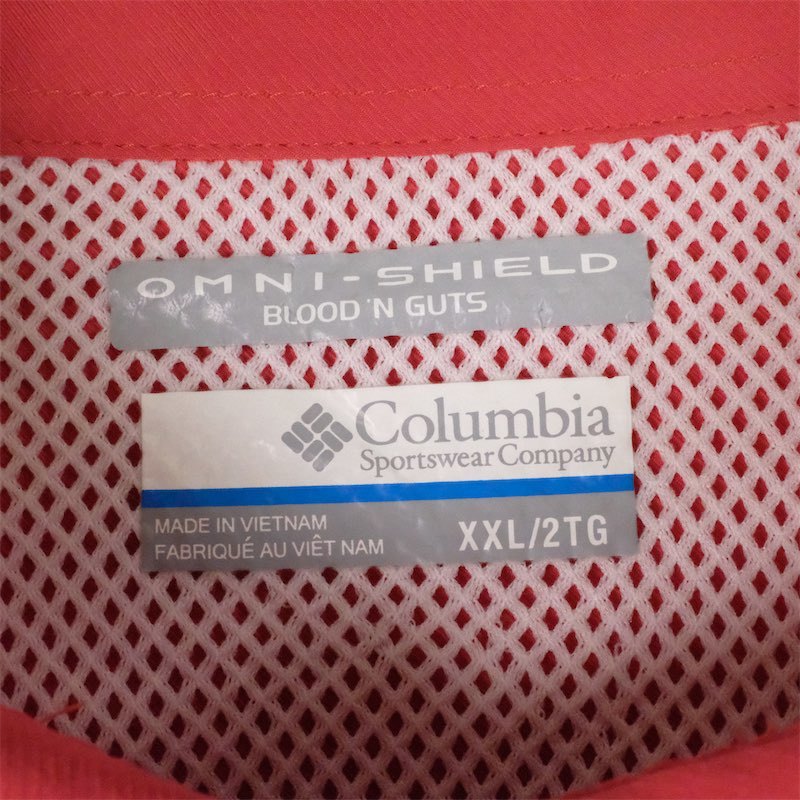 OMNI-SHIELD
BLOOD 'N GUTS
Columbia
Sportswear Company
MADE IN VIETNAM
FABRIQUÉ AU VIÊT NAM
XXL/2TG